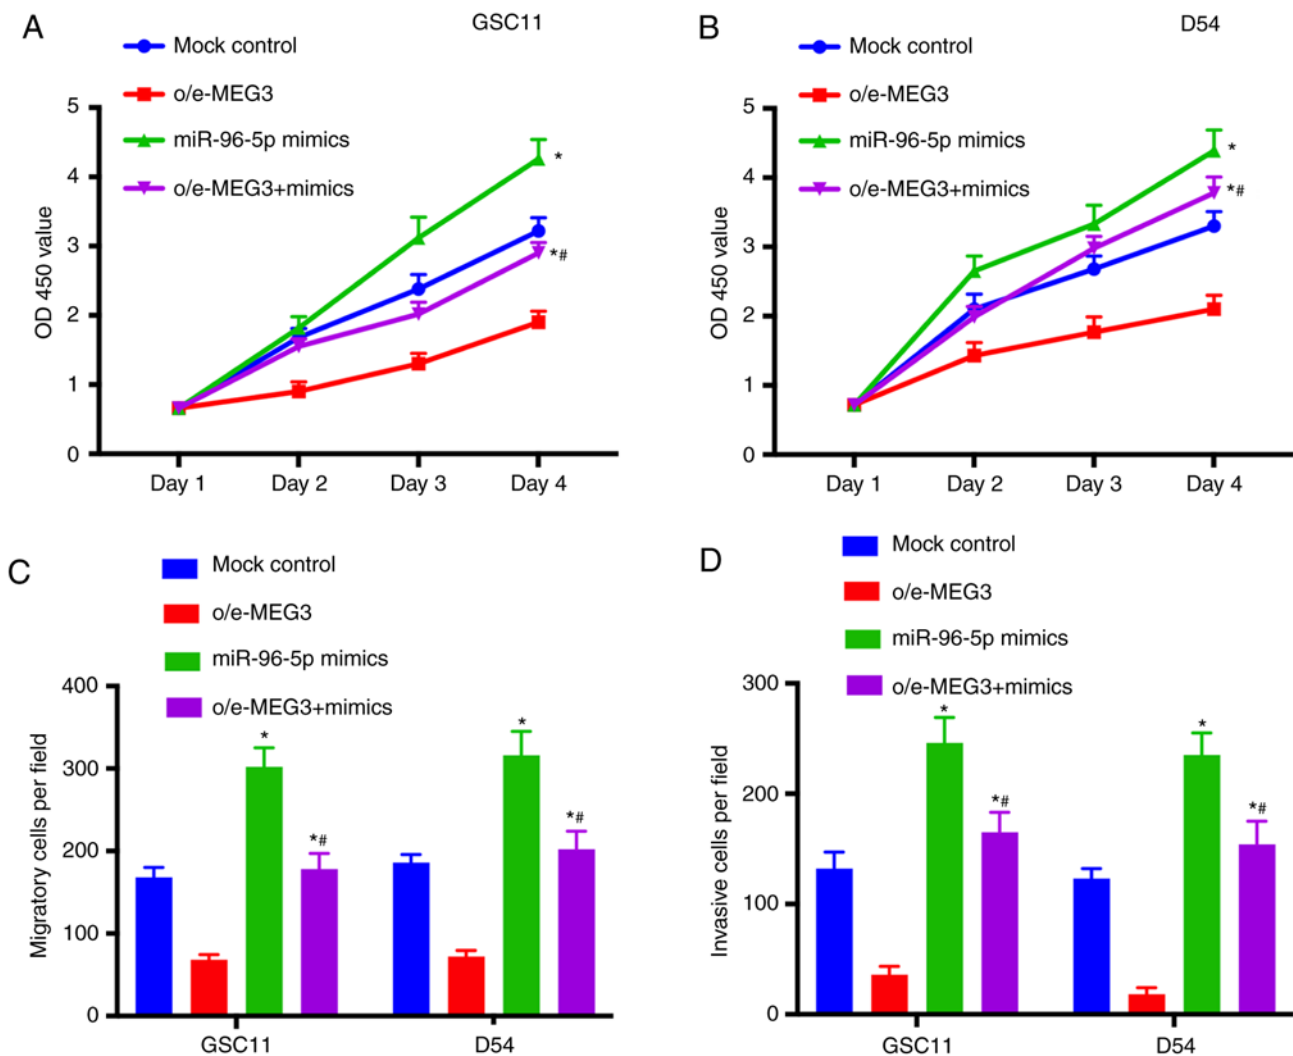 A
GSC11
Mock control
o/e-MEG3
miR-96-5p mimics
o/e-MEG3+mimics
OD 450 value
5
4
3
2
1
0
*
*#
Day 1 Day 2 Day 3 Day 4
B
D54
Mock control
o/e-MEG3
miR-96-5p mimics
o/e-MEG3+mimics
OD 450 value
5
4
3
2
1
0
*
*#
Day 1 Day 2 Day 3 Day 4
C
Mock control
o/e-MEG3
miR-96-5p mimics
o/e-MEG3+mimics
Migratory cells per field
400
300
200
100
0
*
*#
*
*#
GSC11 D54
D
Mock control
o/e-MEG3
miR-96-5p mimics
o/e-MEG3+mimics
Invasive cells per field
300
200
100
0
*
*#
*
*#
GSC11 D54